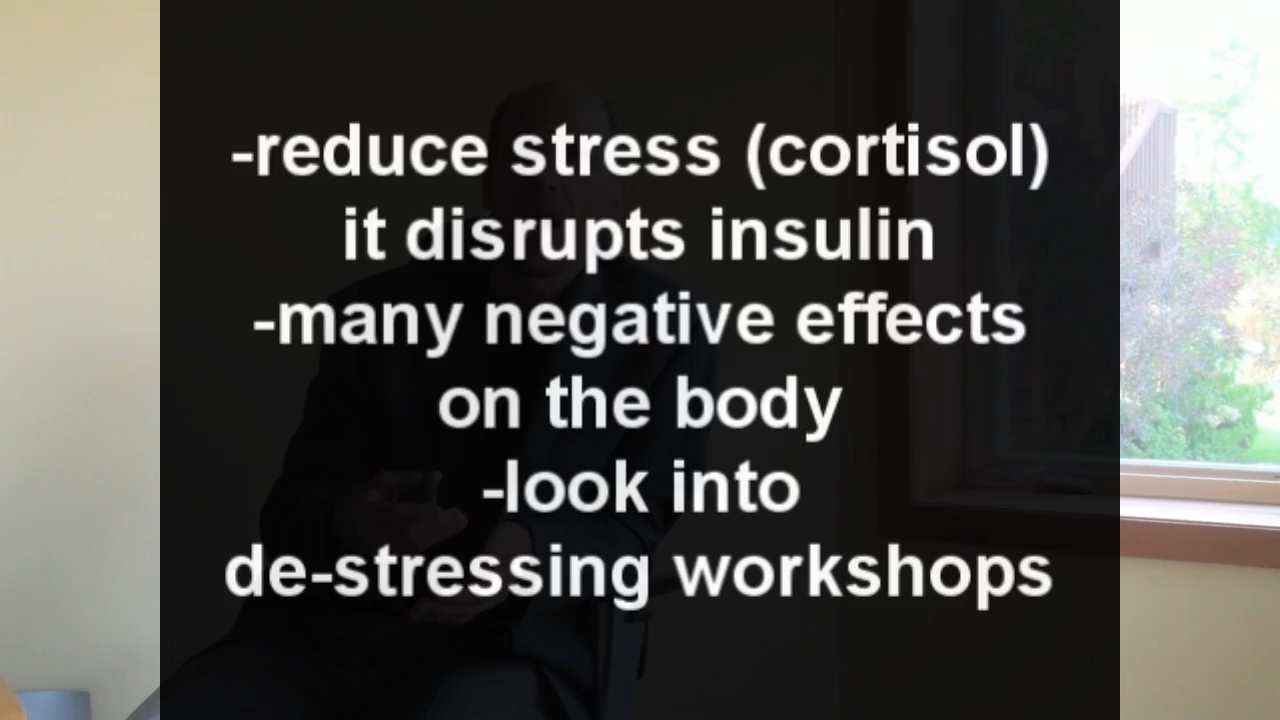 -reduce stress (cortisol)
it disrupts insulin
-many negative effects
on the body
-look into
de-stressing workshops